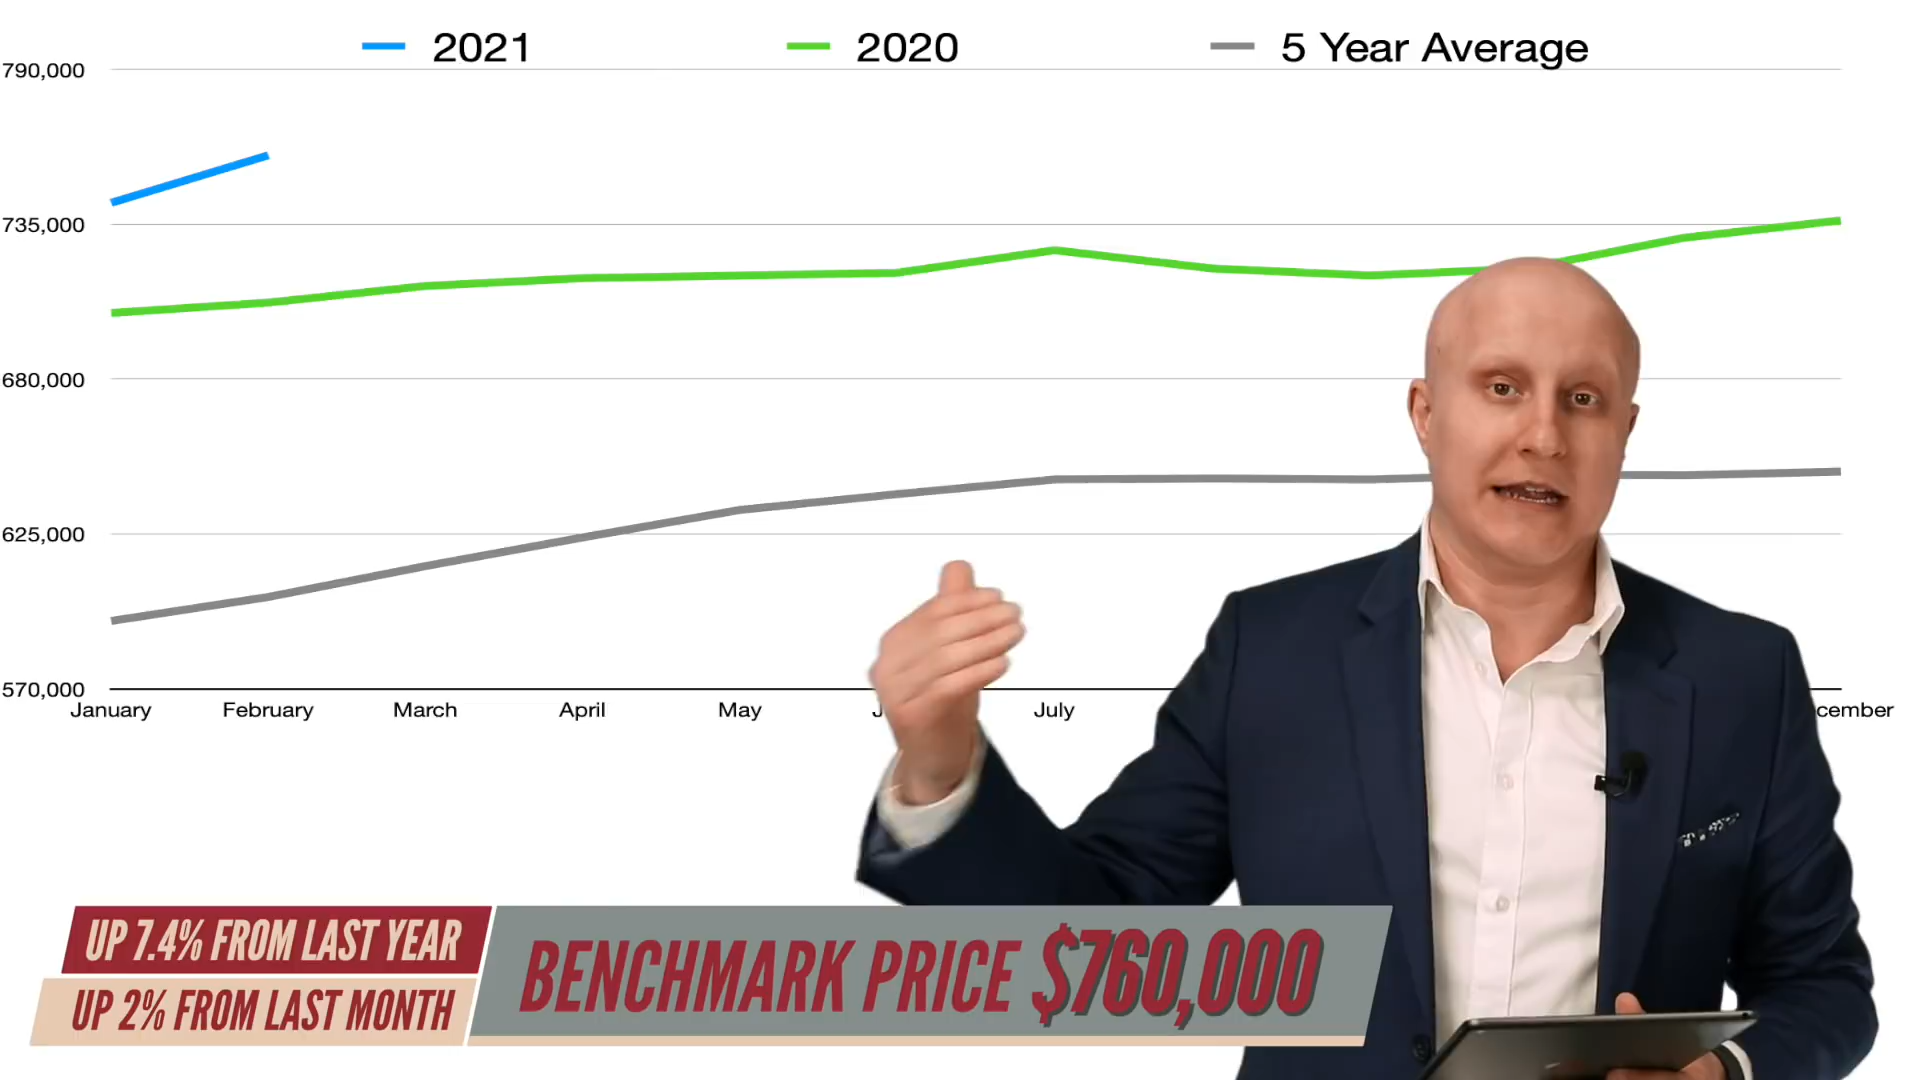 2021 2020 5 Year Average
790,000
735,000
680,000
625,000
570,000
January February March April May July
UP 7.4% FROM LAST YEAR
UP 2% FROM LAST MONTH
BENCHMARK PRICE $760,000